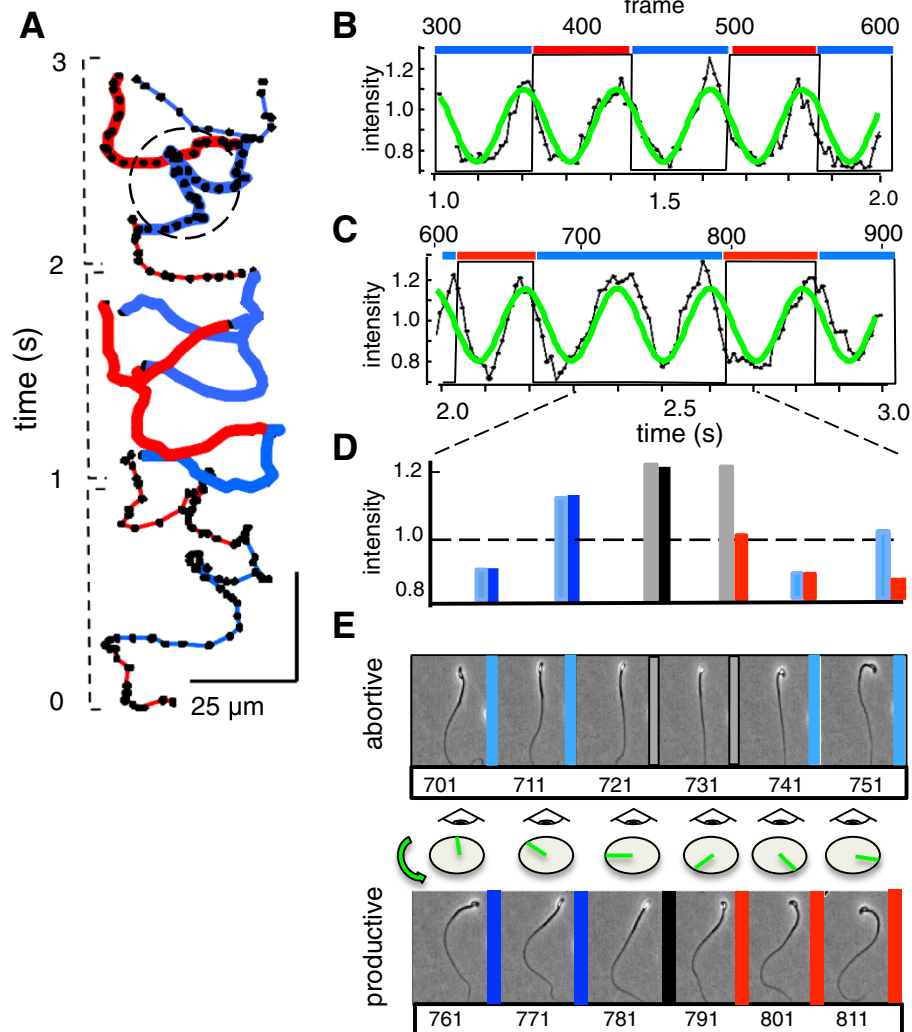 A
3
2
1
0
time (s)
25 µm
B
frame
300 400 500 600
intensity
1.2
1.0
0.8
1.0 1.5 2.0
C
600 700 800 900
intensity
1.2
1.0
0.8
2.0 2.5 3.0
time (s)
D
intensity
1.2
1.0
0.8
E
abortive
701 711 721 731 741 751
productive
761 771 781 791 801 811